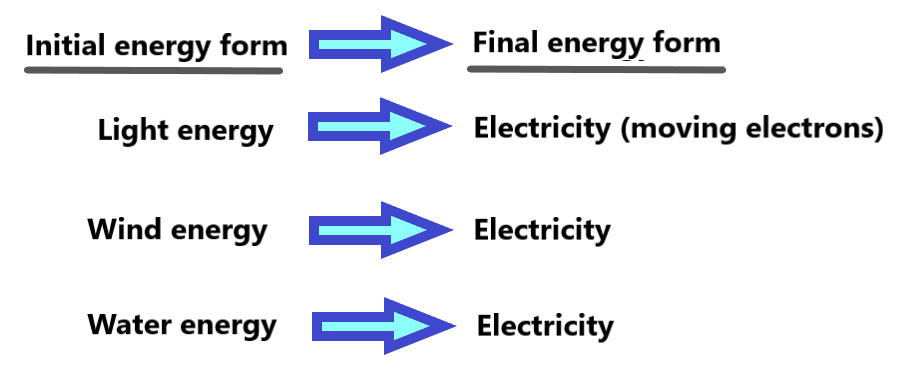 Initial energy form Final energy form
Light energy Electricity (moving electrons)
Wind energy Electricity
Water energy Electricity